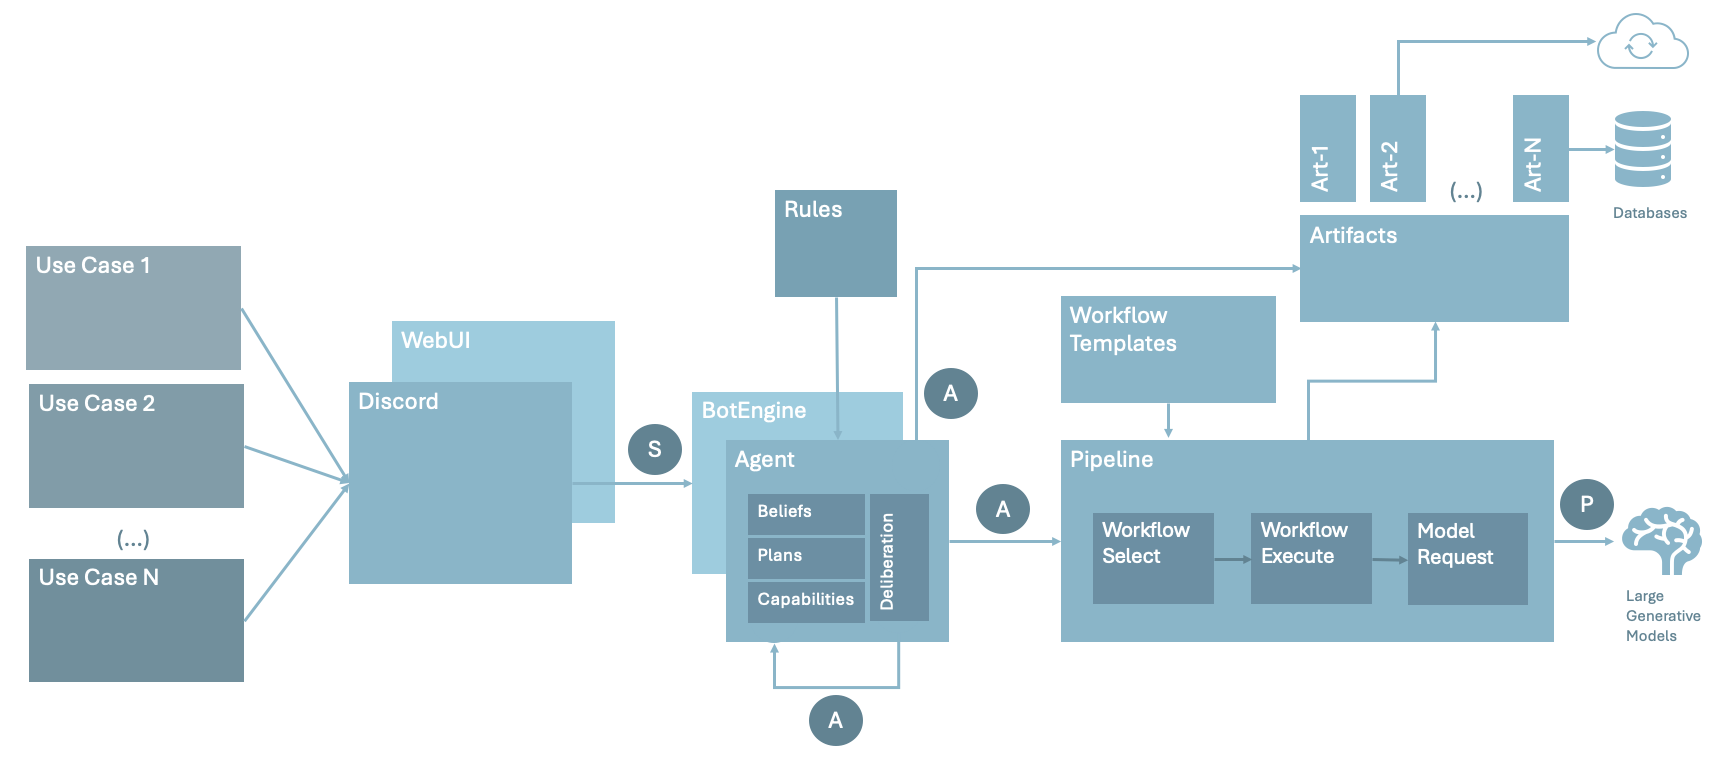 Use Case 1
Use Case 2
(...)
Use Case N
WebUI
Discord
S
Rules
BotEngine
Agent
Beliefs
Plans
Capabilities
Deliberation
A
A
A
Workflow
Templates
Pipeline
Workflow
Select
Workflow
Execute
Model
Request
Art-1
Art-2
(...)
Art-N
Artifacts
Databases
P
Large
Generative
Models